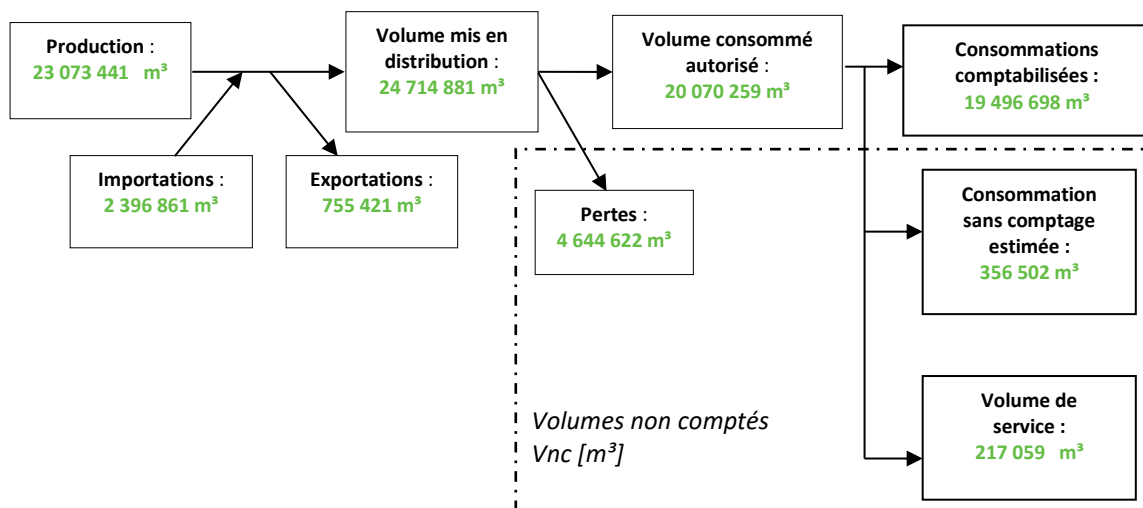 Production :
23 073 441 m³
Volume mis en
distribution :
24 714 881 m³
Volume consommé
autorisé :
20 070 259 m³
Consommations
comptabilisées :
19 496 698 m³
Importations :
2 396 861 m³
Exportations :
755 421 m³
Pertes :
4 644 622 m³
Consommation
sans comptage
estimée :
356 502 m³
Volumes non comptés
Vnc [m³]
Volume de
service :
217 059 m³